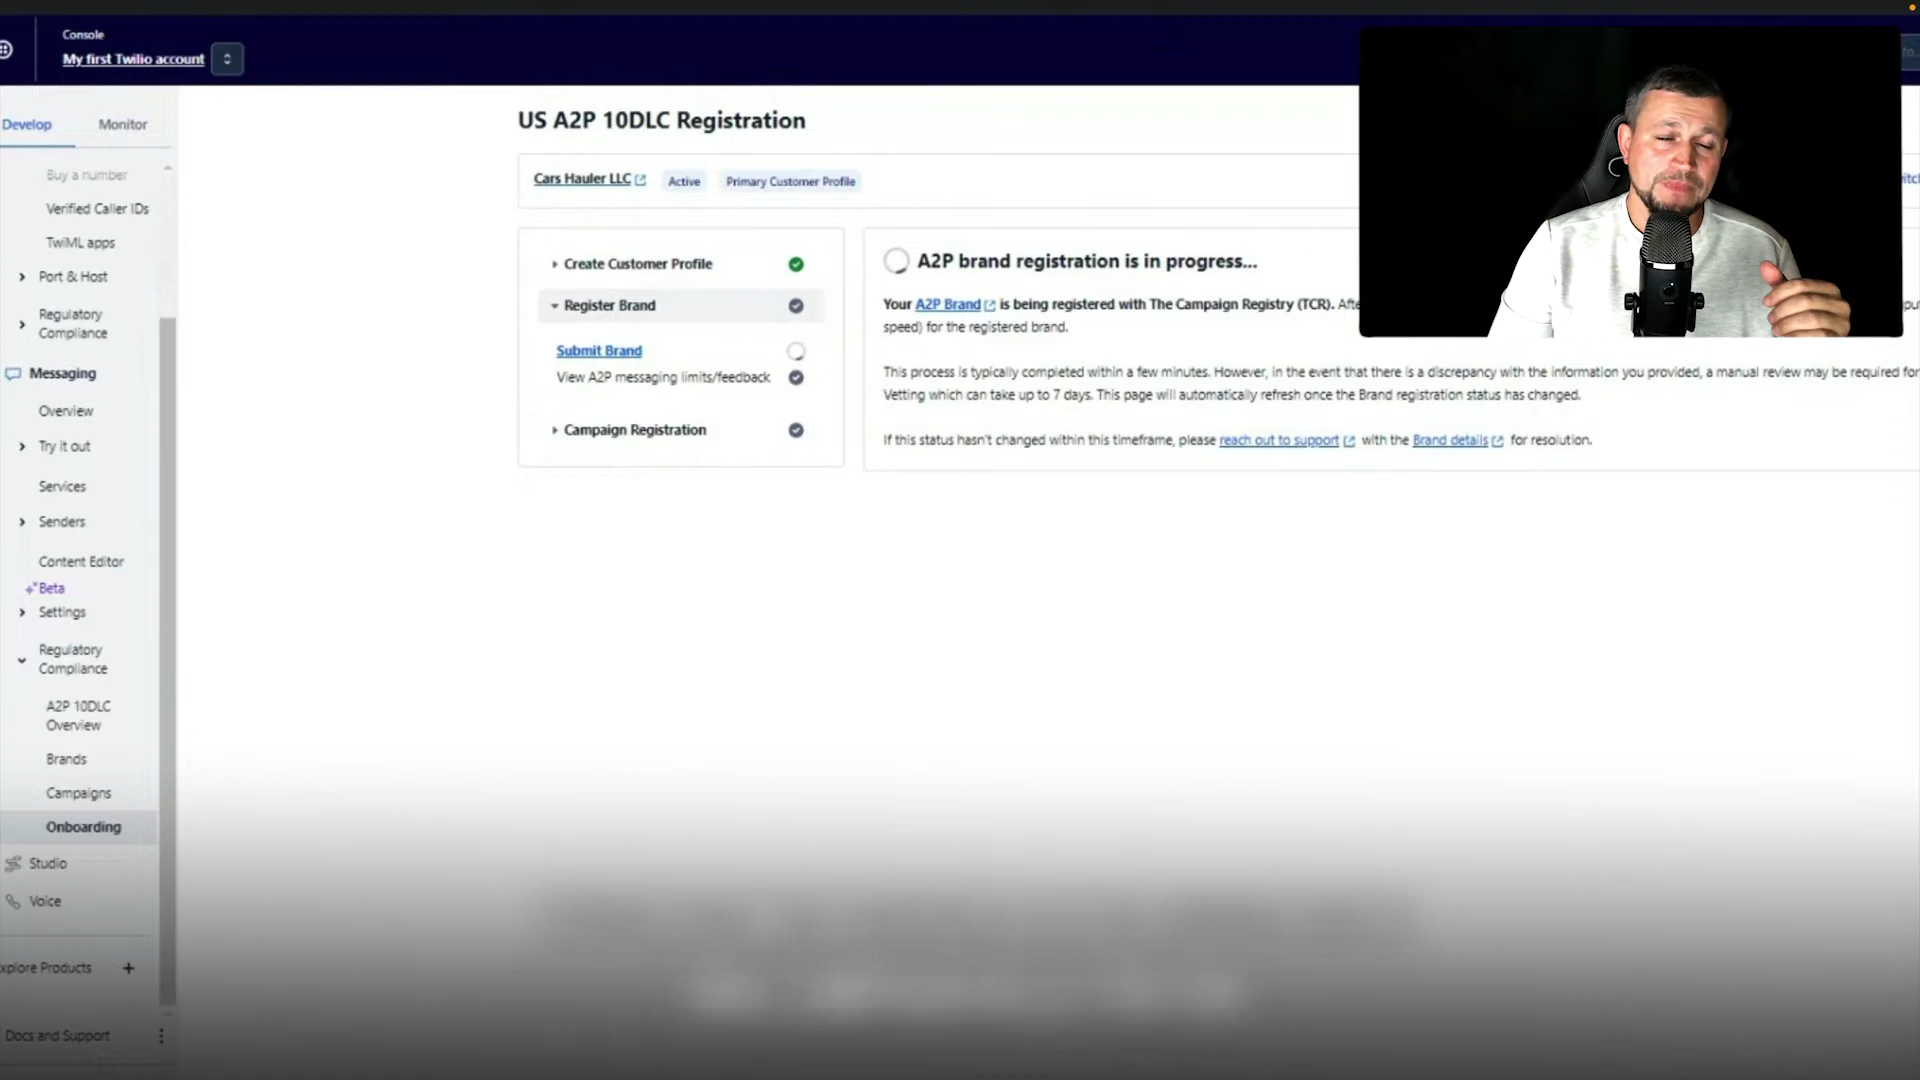 Console
My first Twilio account
Develop
Monitor
Buy a number
Verified Caller IDs
TwiML apps
Port & Host
Regulatory
Compliance
Messaging
Overview
Try it out
Services
Senders
Content Editor
Beta
Settings
Regulatory
Compliance
A2P 10DLC
Overview
Brands
Campaigns
Onboarding
Studio
Voice
xplore Products
Docs and Support
US A2P 10DLC Registration
Cars Hauler LLC
Active
Primary Customer Profile
Create Customer Profile
Register Brand
Submit Brand
View A2P messaging limits/feedback
Campaign Registration
A2P brand registration is in progress...
Your A2P Brand is being registered with The Campaign Registry (TCR). Afte
speed) for the registered brand.
This process is typically completed within a few minutes. However, in the event that there is a discrepancy with the information you provided, a manual review may be required for
Vetting which can take up to 7 days. This page will automatically refresh once the Brand registration status has changed.
If this status hasn't changed within this timeframe, please reach out to support with the Brand details for resolution.